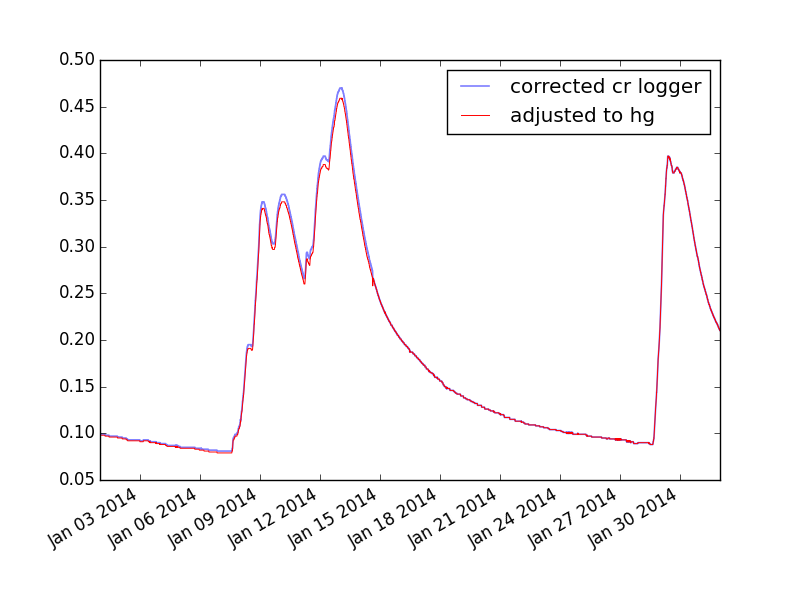 0.50
0.45
0.40
0.35
0.30
0.25
0.20
0.15
0.10
0.05
corrected cr logger
adjusted to hg
Jan 03 2014
Jan 06 2014
Jan 09 2014
Jan 12 2014
Jan 15 2014
Jan 18 2014
Jan 21 2014
Jan 24 2014
Jan 27 2014
Jan 30 2014